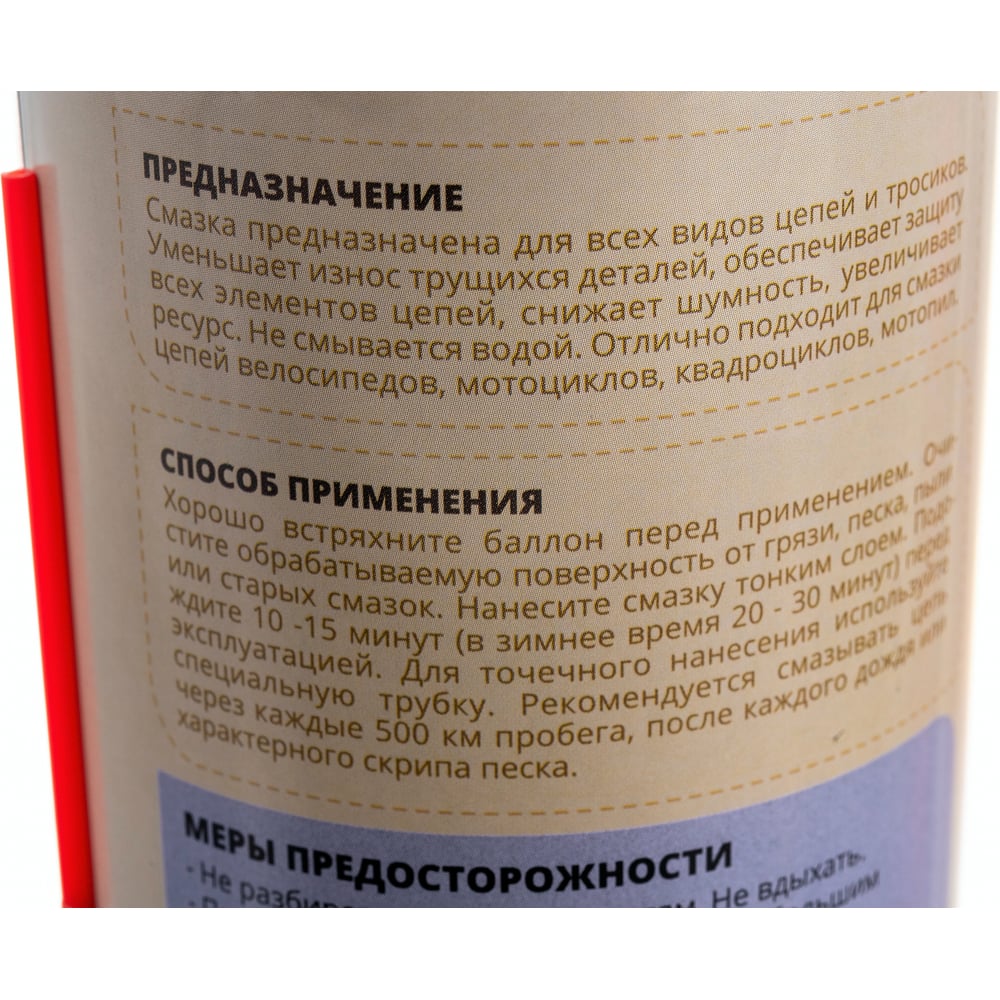 ПРЕДНАЗНАЧЕНИЕ
Смазка предназначена для всех видов цепей и тросиков.
Уменьшает износ трущихся деталей, обеспечивает защиту
всех элементов цепей, снижает шумность, увеличивает
ресурс. Не смывается водой. Отлично подходит для смазки
цепей велосипедов, мотоциклов, квадроциклов, мотопил.
СПОСОБ ПРИМЕНЕНИЯ
Хорошо встряхните баллон перед применением. Очи-
стите обрабатываемую поверхность от грязи, песка, пыли
или старых смазок. Нанесите смазку тонким слоем. Подо-
ждите 10 -15 минут (в зимнее время 20 - 30 минут) перед
эксплуатацией. Для точечного нанесения используйте
специальную трубку. Рекомендуется смазывать цепь
через каждые 500 км пробега, после каждого дождя или
характерного скрипа песка.
МЕРЫ ПРЕДОСТОРОЖНОСТИ
- Не Не вдыхать.